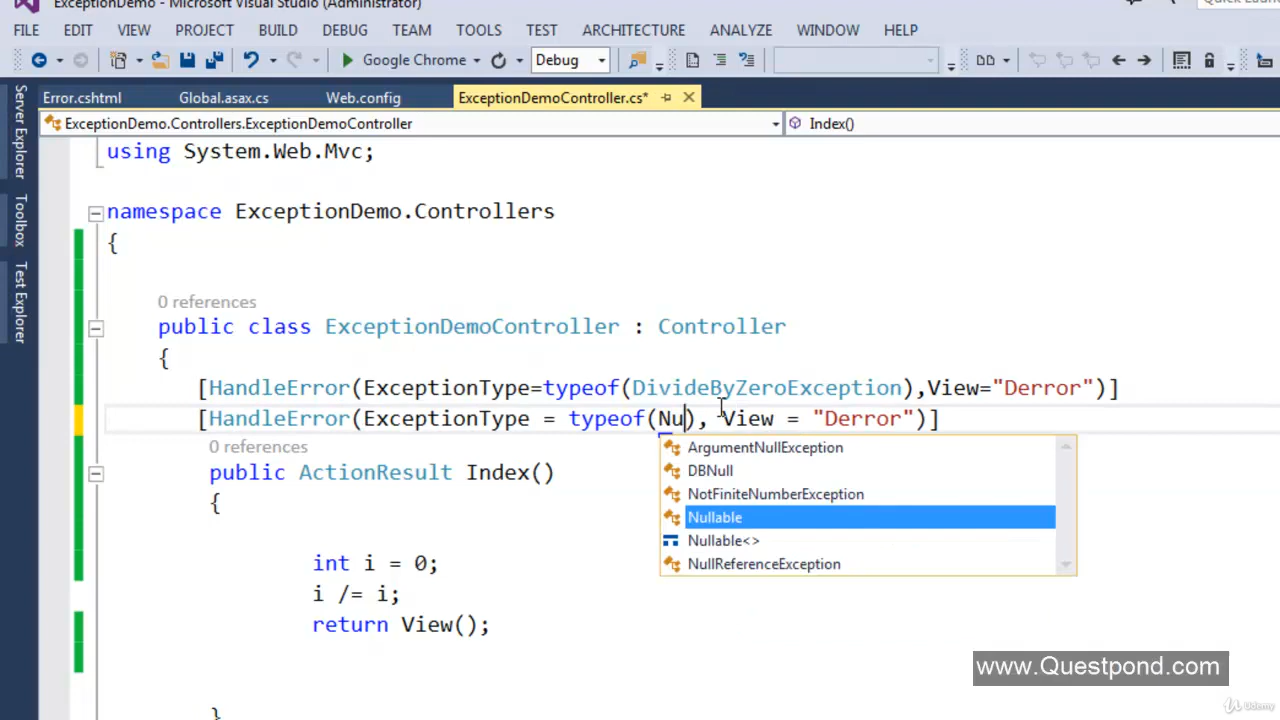 ExceptionDemo - Microsoft Visual Studio (Administrator)
Quick Laun
FILE EDIT VIEW PROJECT BUILD DEBUG TEAM TOOLS TEST ARCHITECTURE ANALYZE WINDOW HELP
Google Chrome Debug
Server Explorer
Toolbox
Test Explorer
Error.cshtml Global.asax.cs Web.config ExceptionDemoController.cs*
ExceptionDemo.Controllers.ExceptionDemoController Index()
using System.Web.Mvc;
namespace ExceptionDemo.Controllers
{
0 references
public class ExceptionDemoController : Controller
{
[HandleError(ExceptionType=typeof(DivideByZeroException),View="Derror")]
[HandleError(ExceptionType = typeof(Nu), View = "Derror")]
0 references
public ActionResult Index()
{
ArgumentNullException
DBNull
NotFiniteNumberException
Nullable
Nullable<>
NullReferenceException
int i = 0;
i /= i;
return View();
}
www.Questpond.com
Udemy